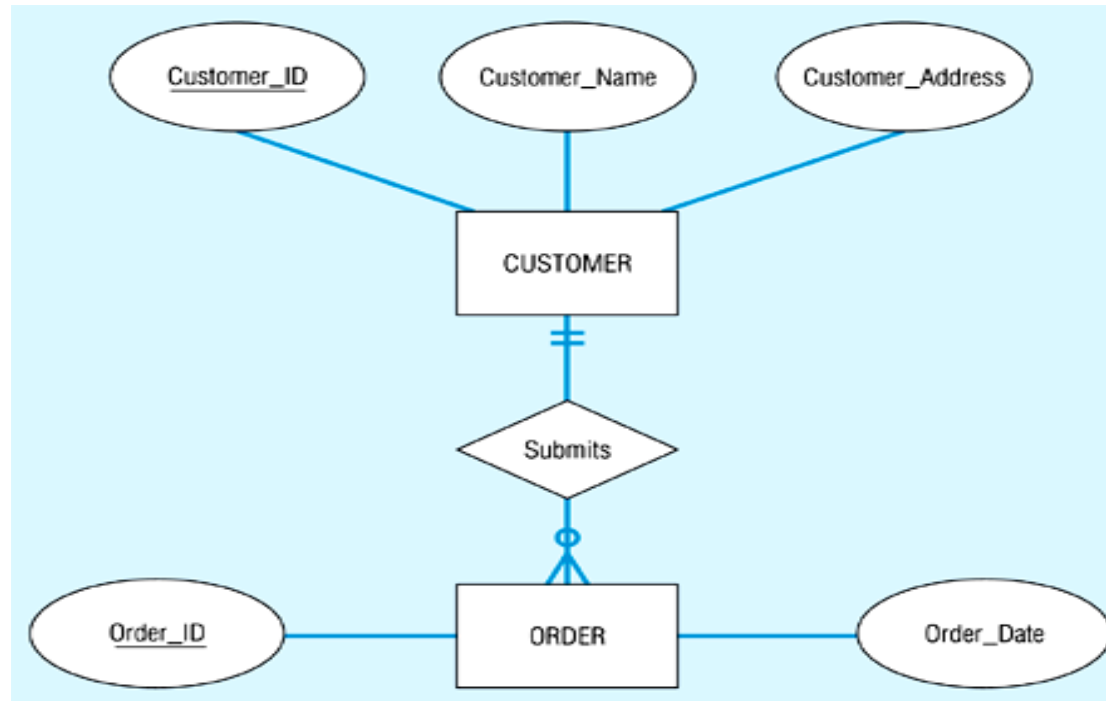 Customer_ID
Customer_Name
Customer_Address
CUSTOMER
Submits
Order_ID
ORDER
Order_Date